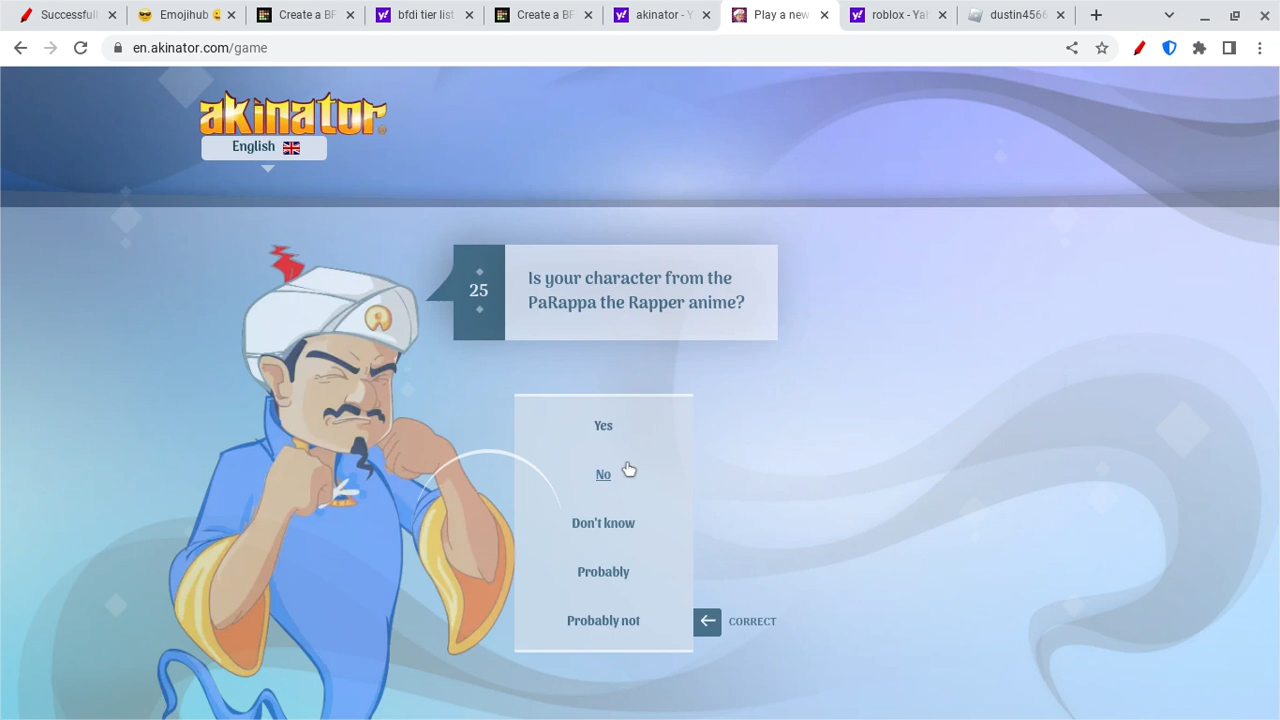 Successful
Emojihub
Create a BF
bfdi tier list
Create a BF
akinator - Y
Play a new
roblox - Ya
dustin4566
en.akinator.com/game
akinator
English
25
Is your character from the
PaRappa the Rapper anime?
Yes
No
Don't know
Probably
Probably not
CORRECT